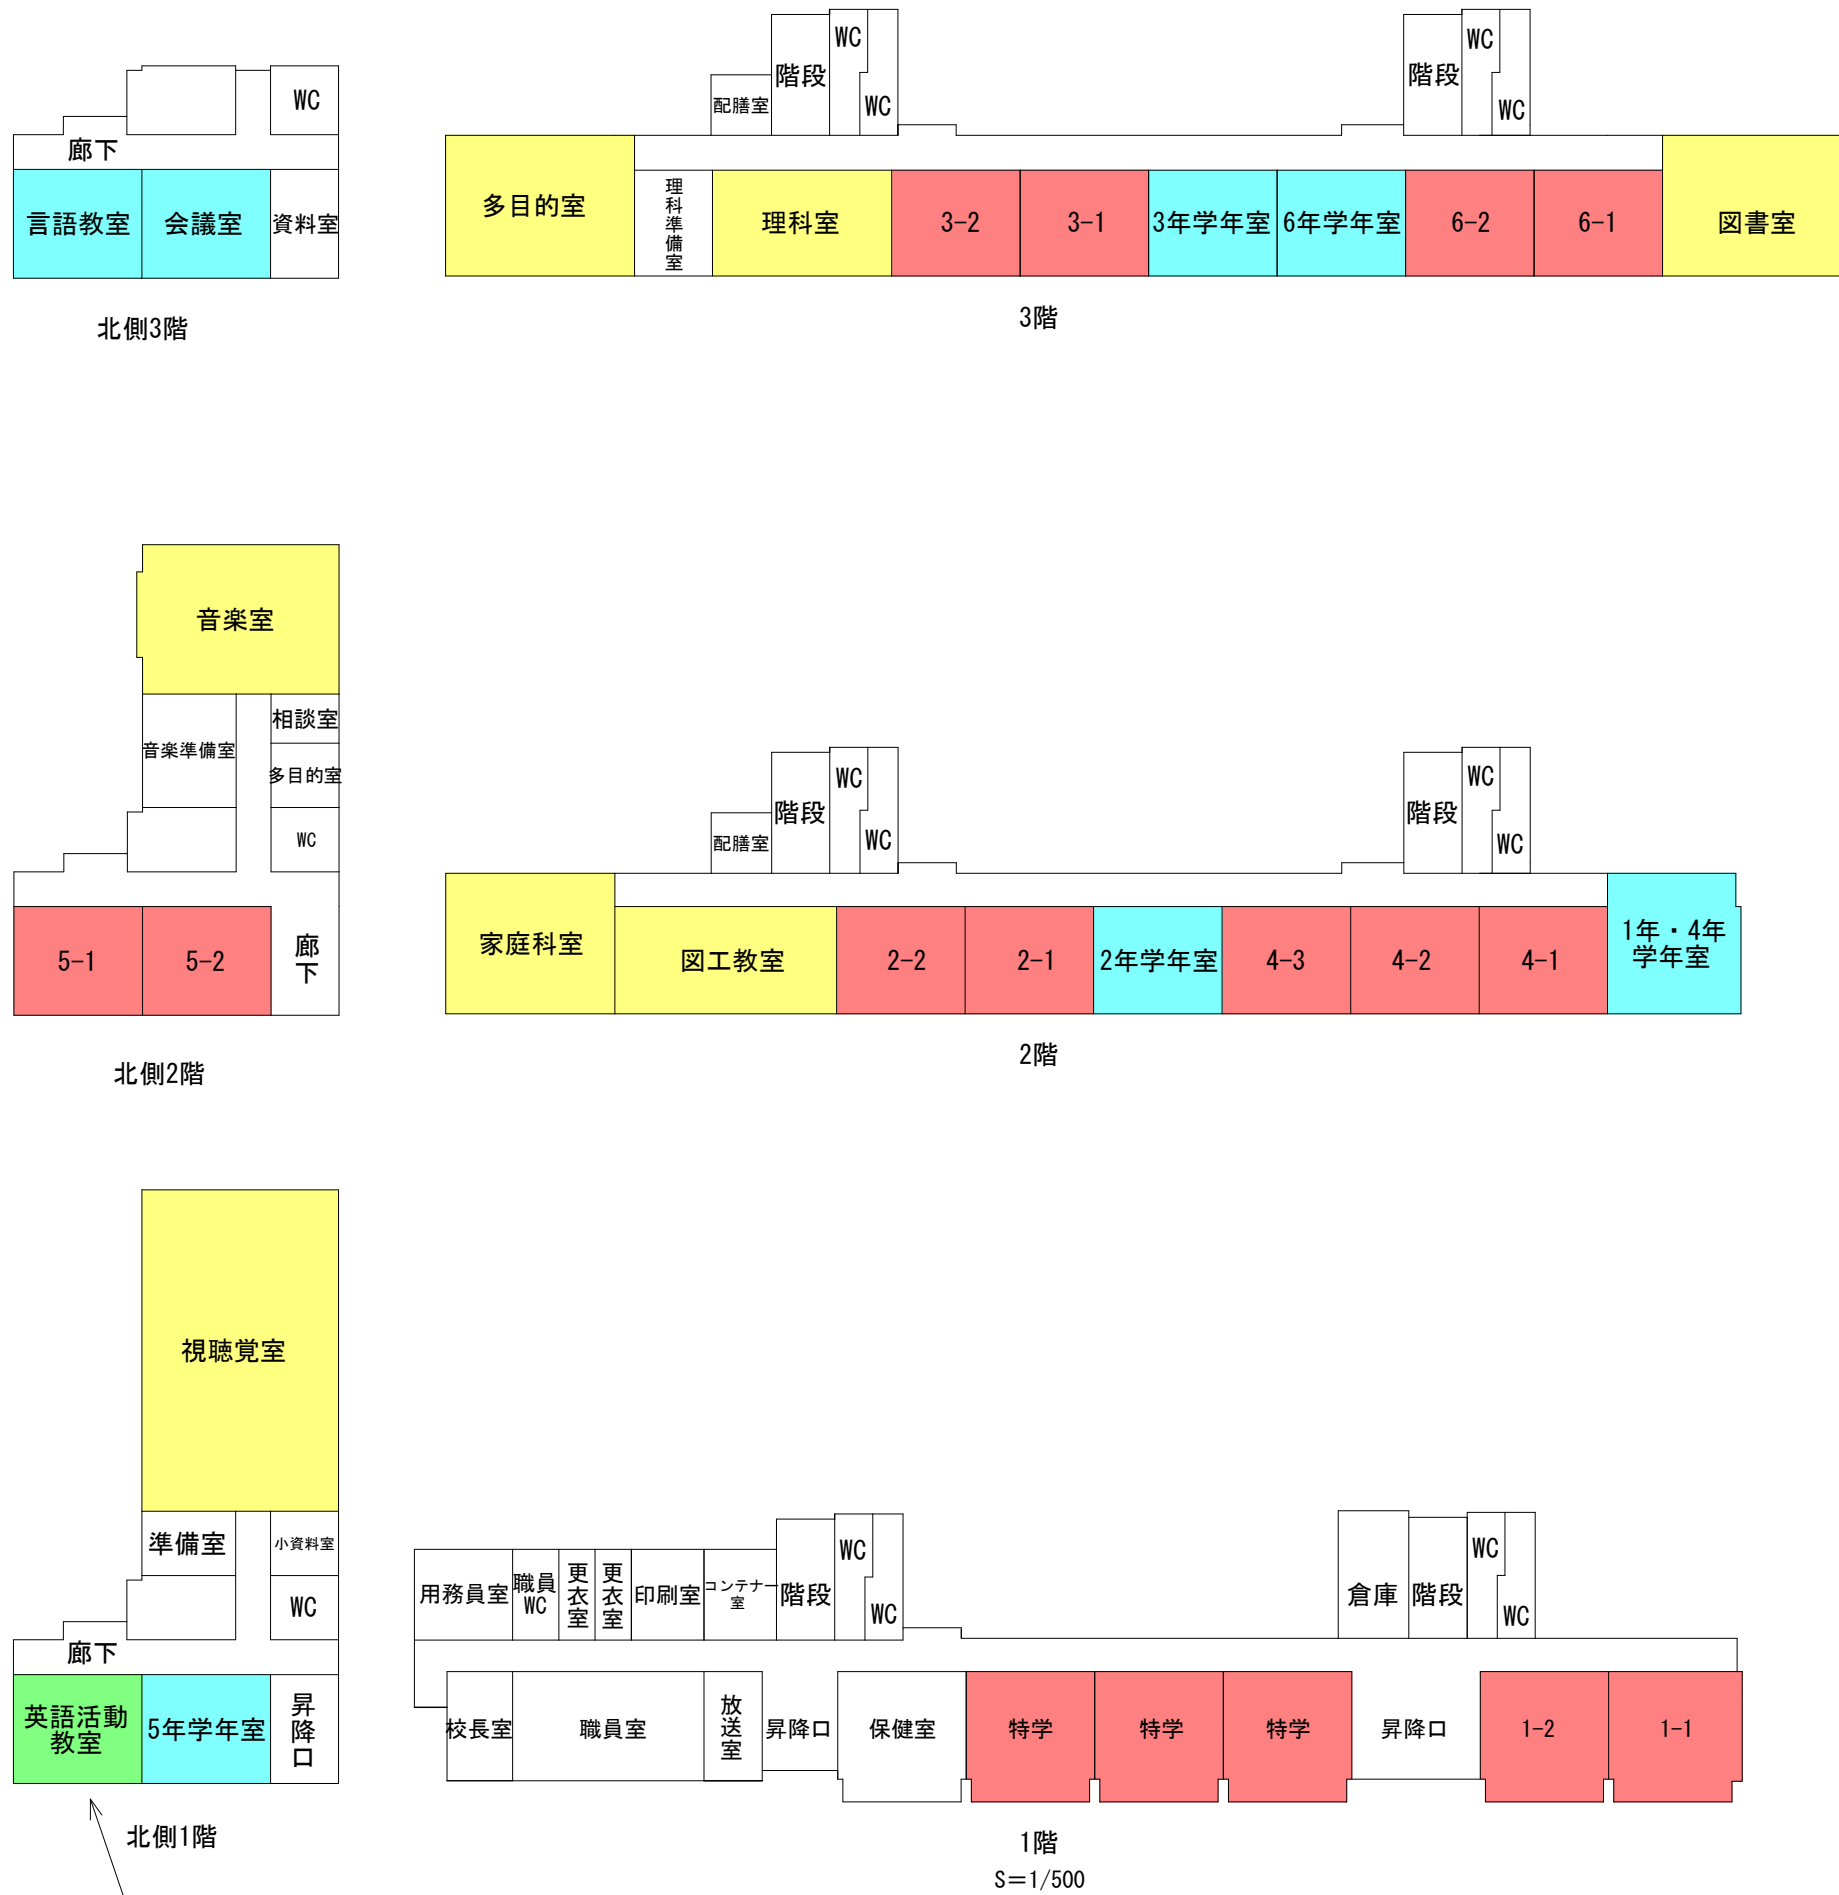 WC
廊下
言語教室
会議室
資料室
北側3階
WC
WC
階段
配膳室
WC
WC
階段
多目的室
理科準備室
理科室
3-2
3-1
3年学年室
6年学年室
6-2
6-1
図書室
3階
音楽室
相談室
音楽準備室
多目的室
WC
5-1
5-2
廊下
北側2階
WC
WC
階段
配膳室
WC
WC
階段
家庭科室
図工教室
2-2
2-1
2年学年室
4-3
4-2
4-1
1年・4年
学年室
2階
視聴覚室
準備室
小資料室
WC
廊下
英語活動
教室
5年学年室
昇降口
北側1階
用務員室
職員
WC
更衣室
更衣室
印刷室
コンテナー
室
階段
WC
WC
倉庫
階段
WC
WC
校長室
職員室
放送室
昇降口
保健室
特学
特学
特学
昇降口
1-2
1-1
1階
S=1/500